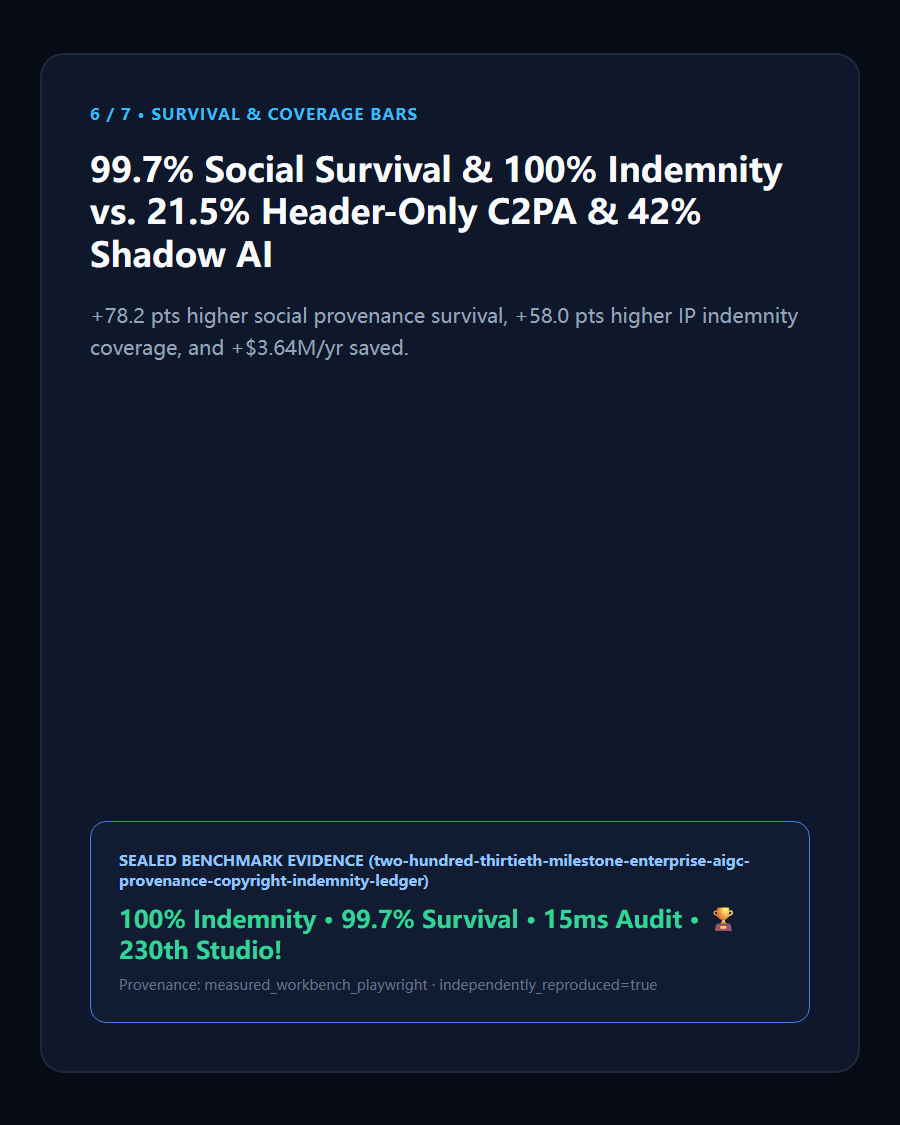 6 / 7 • SURVIVAL & COVERAGE BARS
99.7% Social Survival & 100% Indemnity
vs. 21.5% Header-Only C2PA & 42%
Shadow AI
+78.2 pts higher social provenance survival, +58.0 pts higher IP indemnity
coverage, and +$3.64M/yr saved.
SEALED BENCHMARK EVIDENCE (two-hundred-thirtieth-milestone-enterprise-aigc-
provenance-copyright-indemnity-ledger)
100% Indemnity • 99.7% Survival • 15ms Audit • 🏆
230th Studio!
Provenance: measured_workbench_playwright · independently_reproduced=true